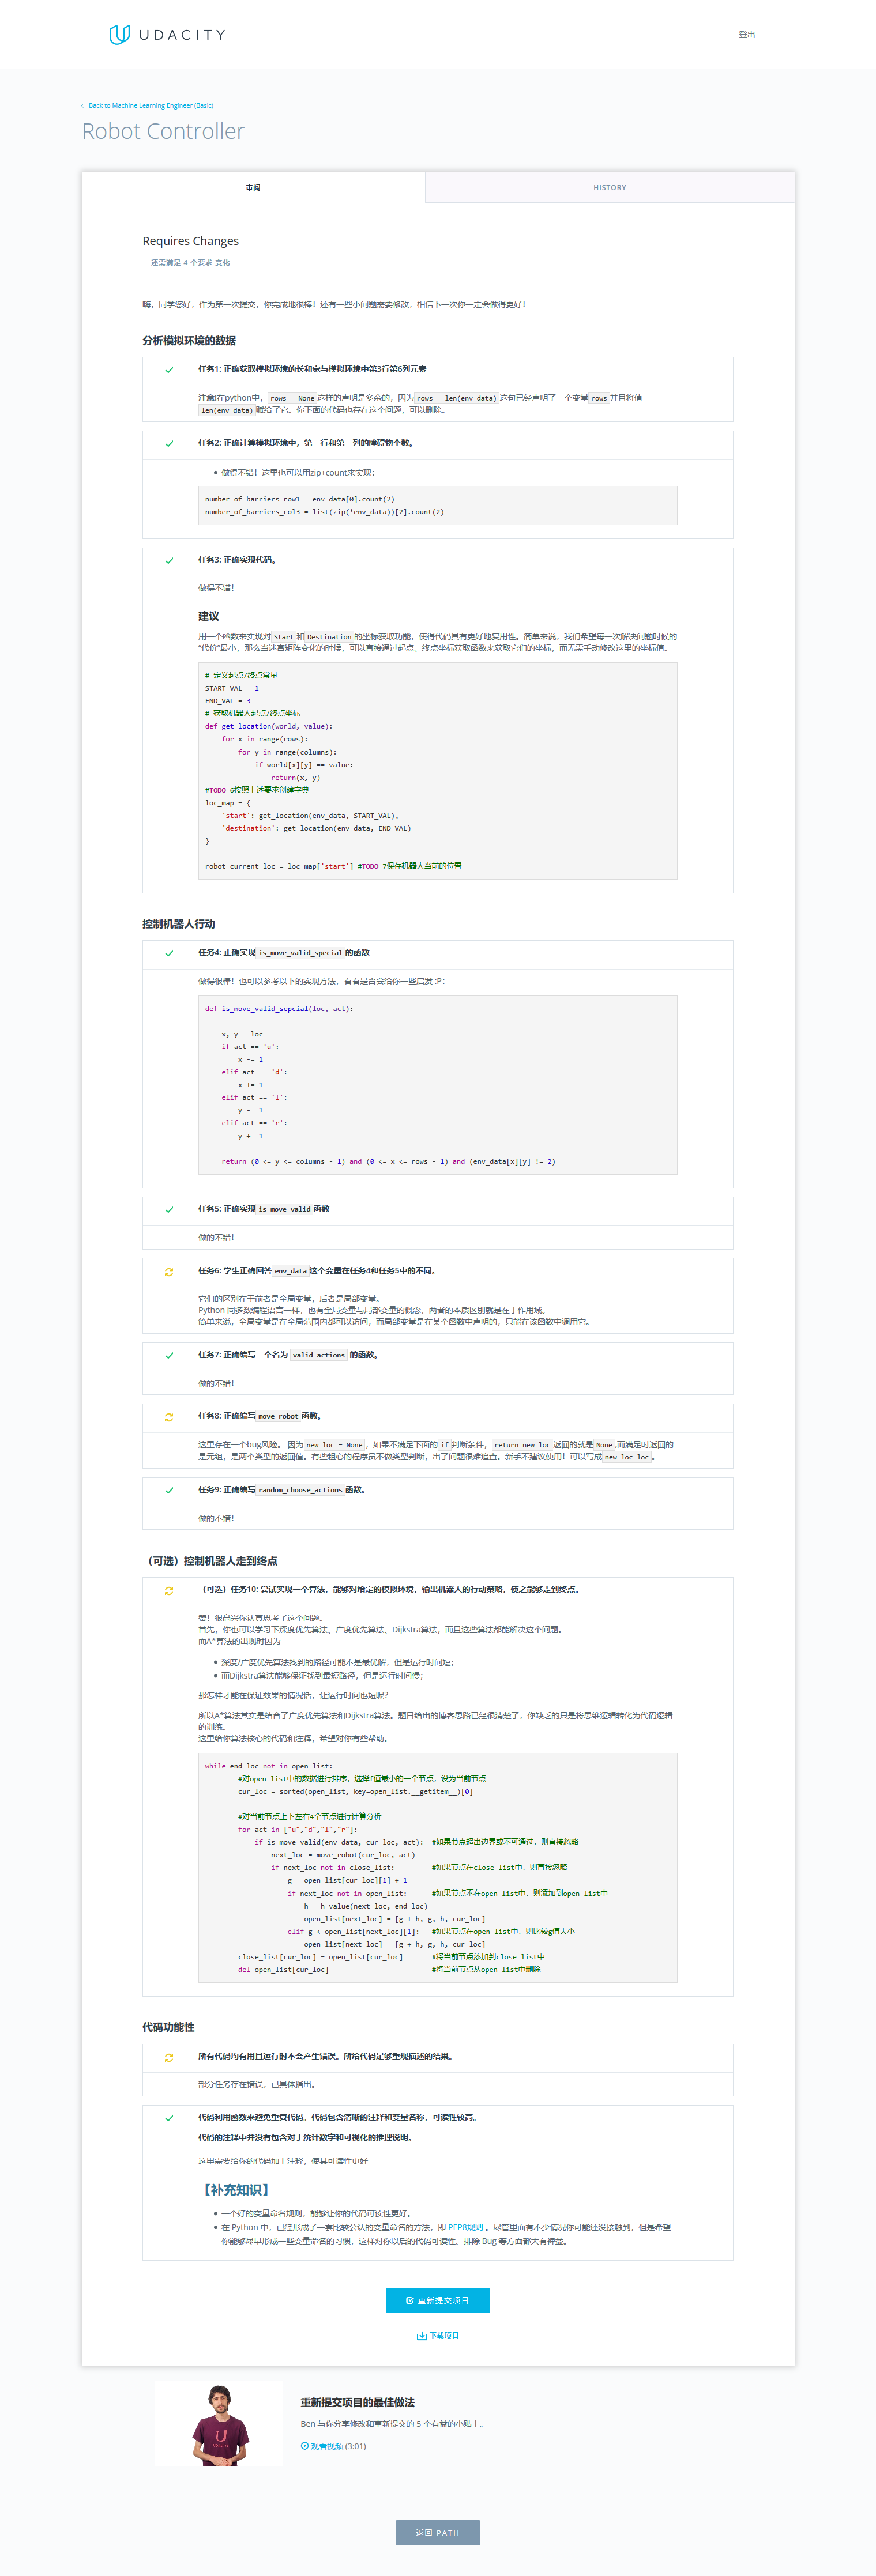 UDACITY
登出
Back to Machine Learning Engineer (Basic)
Robot Controller
审阅
HISTORY
Requires Changes
还需满足 4 个要求 变化
嗨，同学您好，作为第一次提交，你完成地很棒！还有一些小问题需要修改，相信下一次你一定会做得更好！
分析模拟环境的数据
任务1: 正确获取模拟环境的长和宽与模拟环境中第3行第6列元素
注意!在python中， rows = None 这样的声明是多余的，因为 rows = len(env_data) 这句已经声明了一个变量 rows 并且将值
len(env_data) 赋给了它。你下面的代码也存在这个问题，可以删除。
任务2: 正确计算模拟环境中，第一行和第三列的障碍物个数。
• 做得不错！这里也可以用zip+count来实现：
number_of_barriers_row1 = env_data[0].count(2)
number_of_barriers_col3 = list(zip(*env_data))[2].count(2)
任务3: 正确实现代码。
做得不错！
建议
用一个函数来实现对 Start 和 Destination 的坐标获取功能，使得代码具有更好地复用性。简单来说，我们希望每一次解决问题时候的
“代价”最小，那么当迷宫矩阵变化的时候，可以直接通过起点、终点坐标获取函数来获取它们的坐标，而无需手动修改这里的坐标值。
# 定义起点/终点常量
START_VAL = 1
END_VAL = 3
# 获取机器人起点/终点坐标
def get_location(world, value):
    for x in range(rows):
        for y in range(columns):
            if world[x][y] == value:
                return(x, y)
#TODO 6按照上述要求创建字典
loc_map = {
    'start': get_location(env_data, START_VAL),
    'destination': get_location(env_data, END_VAL)
}
robot_current_loc = loc_map['start'] #TODO 7保存机器人当前的位置
控制机器人行动
任务4: 正确实现 is_move_valid_special 的函数
做得很棒！也可以参考以下的实现方法，看看是否会给你一些启发 :P：
def is_move_valid_sepcial(loc, act):
    x, y = loc
    if act == 'u':
        x -= 1
    elif act == 'd':
        x += 1
    elif act == 'l':
        y -= 1
    elif act == 'r':
        y += 1
    return (0 <= y <= columns - 1) and (0 <= x <= rows - 1) and (env_data[x][y] != 2)
任务5: 正确实现 is_move_valid 函数
做的不错！
任务6: 学生正确回答 env_data 这个变量在任务4和任务5中的不同。
它们的区别在于前者是全局变量，后者是局部变量。
Python 同多数编程语言一样，也有全局变量与局部变量的概念，两者的本质区别就是在于作用域。
简单来说，全局变量是在全局范围内都可以访问，而局部变量是在某个函数中声明的，只能在该函数中调用它。
任务7: 正确编写一个名为 valid_actions 的函数。
做的不错！
任务8: 正确编写 move_robot 函数。
这里存在一个bug风险。 因为 new_loc = None ，如果不满足下面的 if 判断条件， return new_loc 返回的就是 None ,而满足时返回的
是元组，是两个类型的返回值。有些粗心的程序员不做类型判断，出了问题很难追查。新手不建议使用！可以写成 new_loc=loc 。
任务9: 正确编写 random_choose_actions 函数。
做的不错！
（可选）控制机器人走到终点
（可选）任务10: 尝试实现一个算法，能够对给定的模拟环境，输出机器人的行动策略，使之能够走到终点。
赞！很高兴你认真思考了这个问题。
首先，你也可以学习下深度优先算法、广度优先算法、Dijkstra算法，而且这些算法都能解决这个问题。
而A*算法的出现时因为
• 深度/广度优先算法找到的路径可能不是最优解，但是运行时间短；
• 而Dijkstra算法能够保证找到最短路径，但是运行时间慢；
那怎样才能在保证效果的情况话，让运行时间也短呢？
所以A*算法其实是结合了广度优先算法和Dijkstra算法。题目给出的博客思路已经很清楚了，你缺乏的只是将思维逻辑转化为代码逻辑
的训练。
这里给你算法核心的代码和注释，希望对你有些帮助。
while end_loc not in open_list:
        #对open list中的数据进行排序，选择f值最小的一个节点，设为当前节点
        cur_loc = sorted(open_list, key=open_list.__getitem__)[0]
        #对当前节点上下左右4个节点进行计算分析
        for act in ["u","d","l","r"]:
            if is_move_valid(env_data, cur_loc, act):  #如果节点超出边界或不可通过，则直接忽略
                next_loc = move_robot(cur_loc, act)
                if next_loc not in close_list:         #如果节点在close list中，则直接忽略
                    g = open_list[cur_loc][1] + 1
                    if next_loc not in open_list:      #如果节点不在open list中，则添加到open list中
                        h = h_value(next_loc, end_loc)
                        open_list[next_loc] = [g + h, g, h, cur_loc]
                    elif g < open_list[next_loc][1]:   #如果节点在open list中，则比较g值大小
                        open_list[next_loc] = [g + h, g, h, cur_loc]
        close_list[cur_loc] = open_list[cur_loc]       #将当前节点添加到close list中
        del open_list[cur_loc]                         #将当前节点从open list中删除
代码功能性
所有代码均有用且运行时不会产生错误。所给代码足够重现描述的结果。
部分任务存在错误，已具体指出。
代码利用函数来避免重复代码。代码包含清晰的注释和变量名称，可读性较高。
代码的注释中并没有包含对于统计数字和可视化的推理说明。
这里需要给你的代码加上注释，使其可读性更好
【补充知识】
• 一个好的变量命名规则，能够让你的代码可读性更好。
• 在 Python 中，已经形成了一套比较公认的变量命名的方法，即 PEP8规则 。尽管里面有不少情况你可能还没接触到，但是希望
你能够尽早形成一些变量命名的习惯，这样对你以后的代码可读性、排除 Bug 等方面都大有裨益。
重新提交项目
下载项目
重新提交项目的最佳做法
Ben 与你分享修改和重新提交的 5 个有益的小贴士。
观看视频 (3:01)
返回 PATH